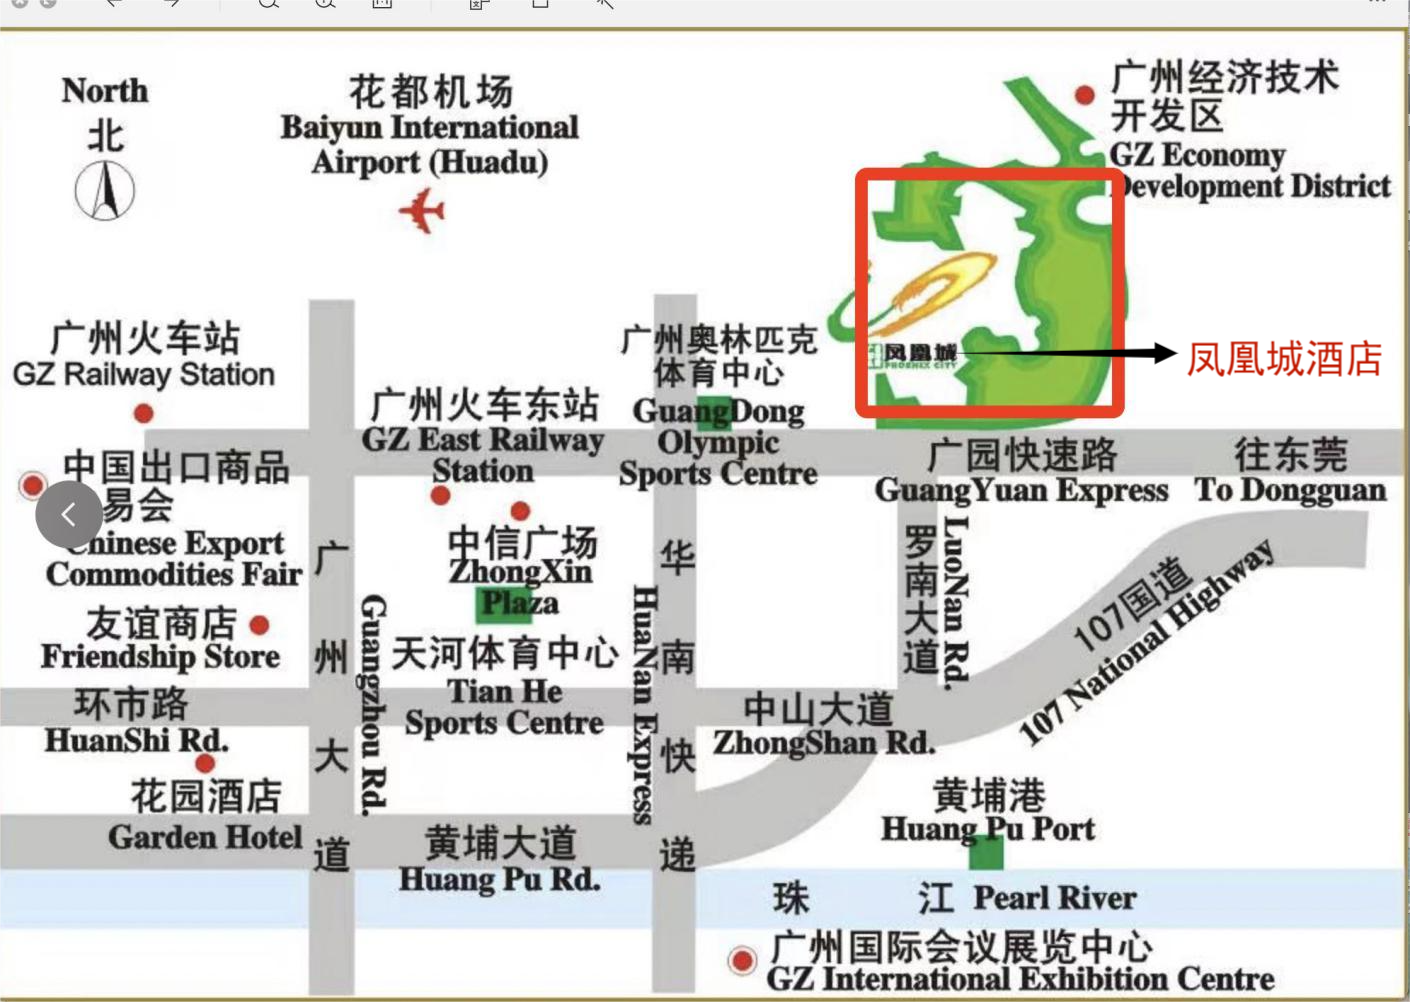 North
北
花都机场
Baiyun International
Airport (Huadu)
广州经济技术
开发区
GZ Economy
Development District
凤凰城
PHOENIX CITY
凤凰城酒店
广州火车站
GZ Railway Station
广州火车东站
GZ East Railway
Station
广州奥林匹克
体育中心
GuangDong
Olympic
Sports Centre
广园快速路
GuangYuan Express
往东莞
To Dongguan
中国出口商品
易会
Chinese Export
Commodities Fair
中信广场
ZhongXin
Plaza
友谊商店
Friendship Store
天河体育中心
Tian He
Sports Centre
广州大道
Guangzhou Rd.
华南快递
HuaNan Express
罗南大道
LuoNan Rd.
107国道
107 National Highway
环市路
HuanShi Rd.
中山大道
ZhongShan Rd.
花园酒店
Garden Hotel
黄埔大道
Huang Pu Rd.
黄埔港
Huang Pu Port
珠江 Pearl River
广州国际会议展览中心
GZ International Exhibition Centre